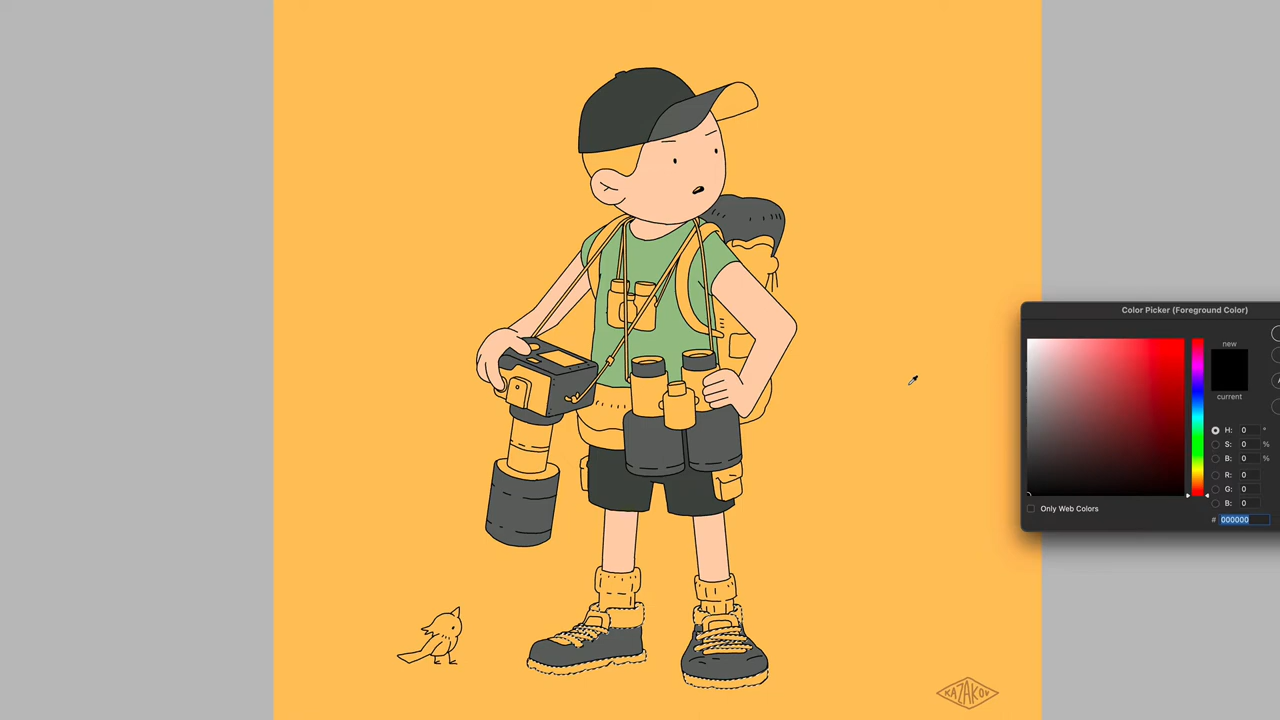 Color Picker (Foreground Color)
new
current
H: 0 °
S: 0 %
B: 0 %
R: 0
G: 0
B: 0
Only Web Colors
# 000000
KAZAKOV